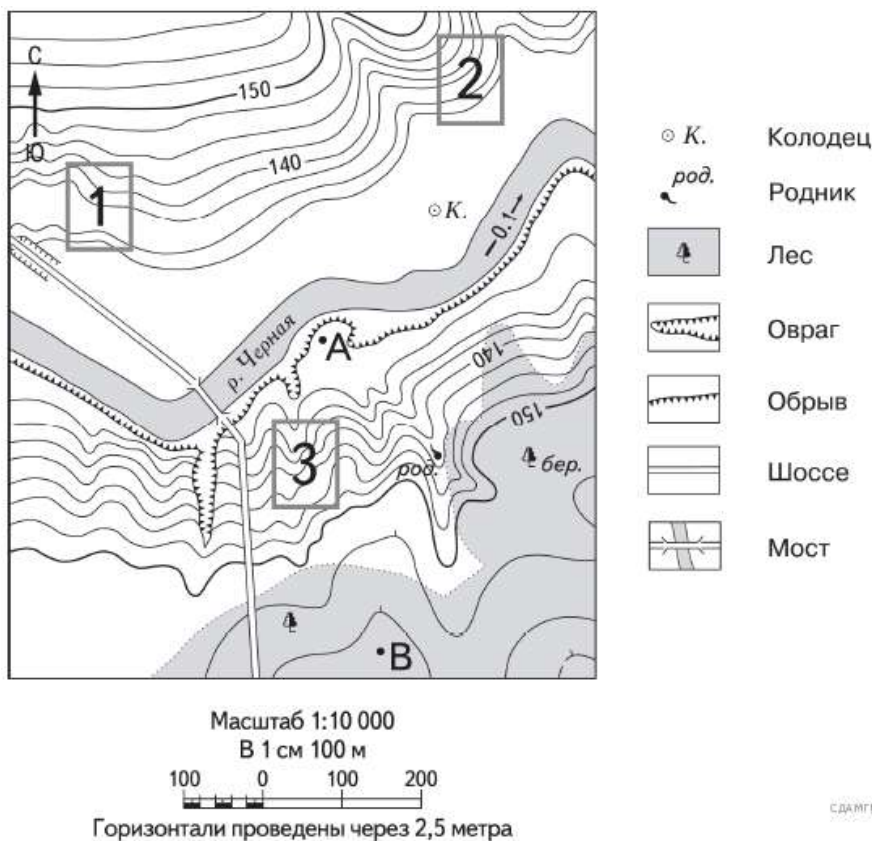 С
Ю
150
140
1
2
3
К.
0.1
р. Черная
А
140
150
род.
бер.
В
К. Колодец
род. Родник
Лес
Овраг
Обрыв
Шоссе
Мост
Масштаб 1:10 000
В 1 см 100 м
100 0 100 200
Горизонтали проведены через 2,5 метра